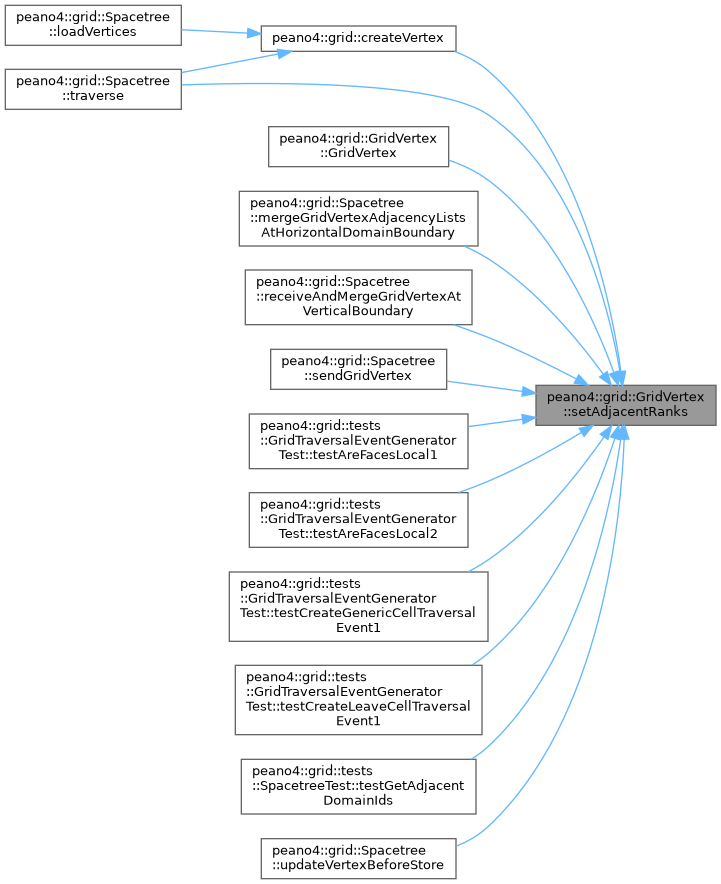 peano4::grid::Spacetree
::loadVertices
peano4::grid::createVertex
peano4::grid::Spacetree
::traverse
peano4::grid::GridVertex
::GridVertex
peano4::grid::Spacetree
::mergeGridVertexAdjacencyLists
AtHorizontalDomainBoundary
peano4::grid::Spacetree
::receiveAndMergeGridVertexAt
VerticalBoundary
peano4::grid::Spacetree
::sendGridVertex
peano4::grid::GridVertex
::setAdjacentRanks
peano4::grid::tests
::GridTraversalEventGenerator
Test::testAreFacesLocal1
peano4::grid::tests
::GridTraversalEventGenerator
Test::testAreFacesLocal2
peano4::grid::tests
::GridTraversalEventGenerator
Test::testCreateGenericCellTraversal
Event1
peano4::grid::tests
::GridTraversalEventGenerator
Test::testCreateLeaveCellTraversal
Event1
peano4::grid::tests
::SpacetreeTest::testGetAdjacent
DomainIds
peano4::grid::Spacetree
::updateVertexBeforeStore